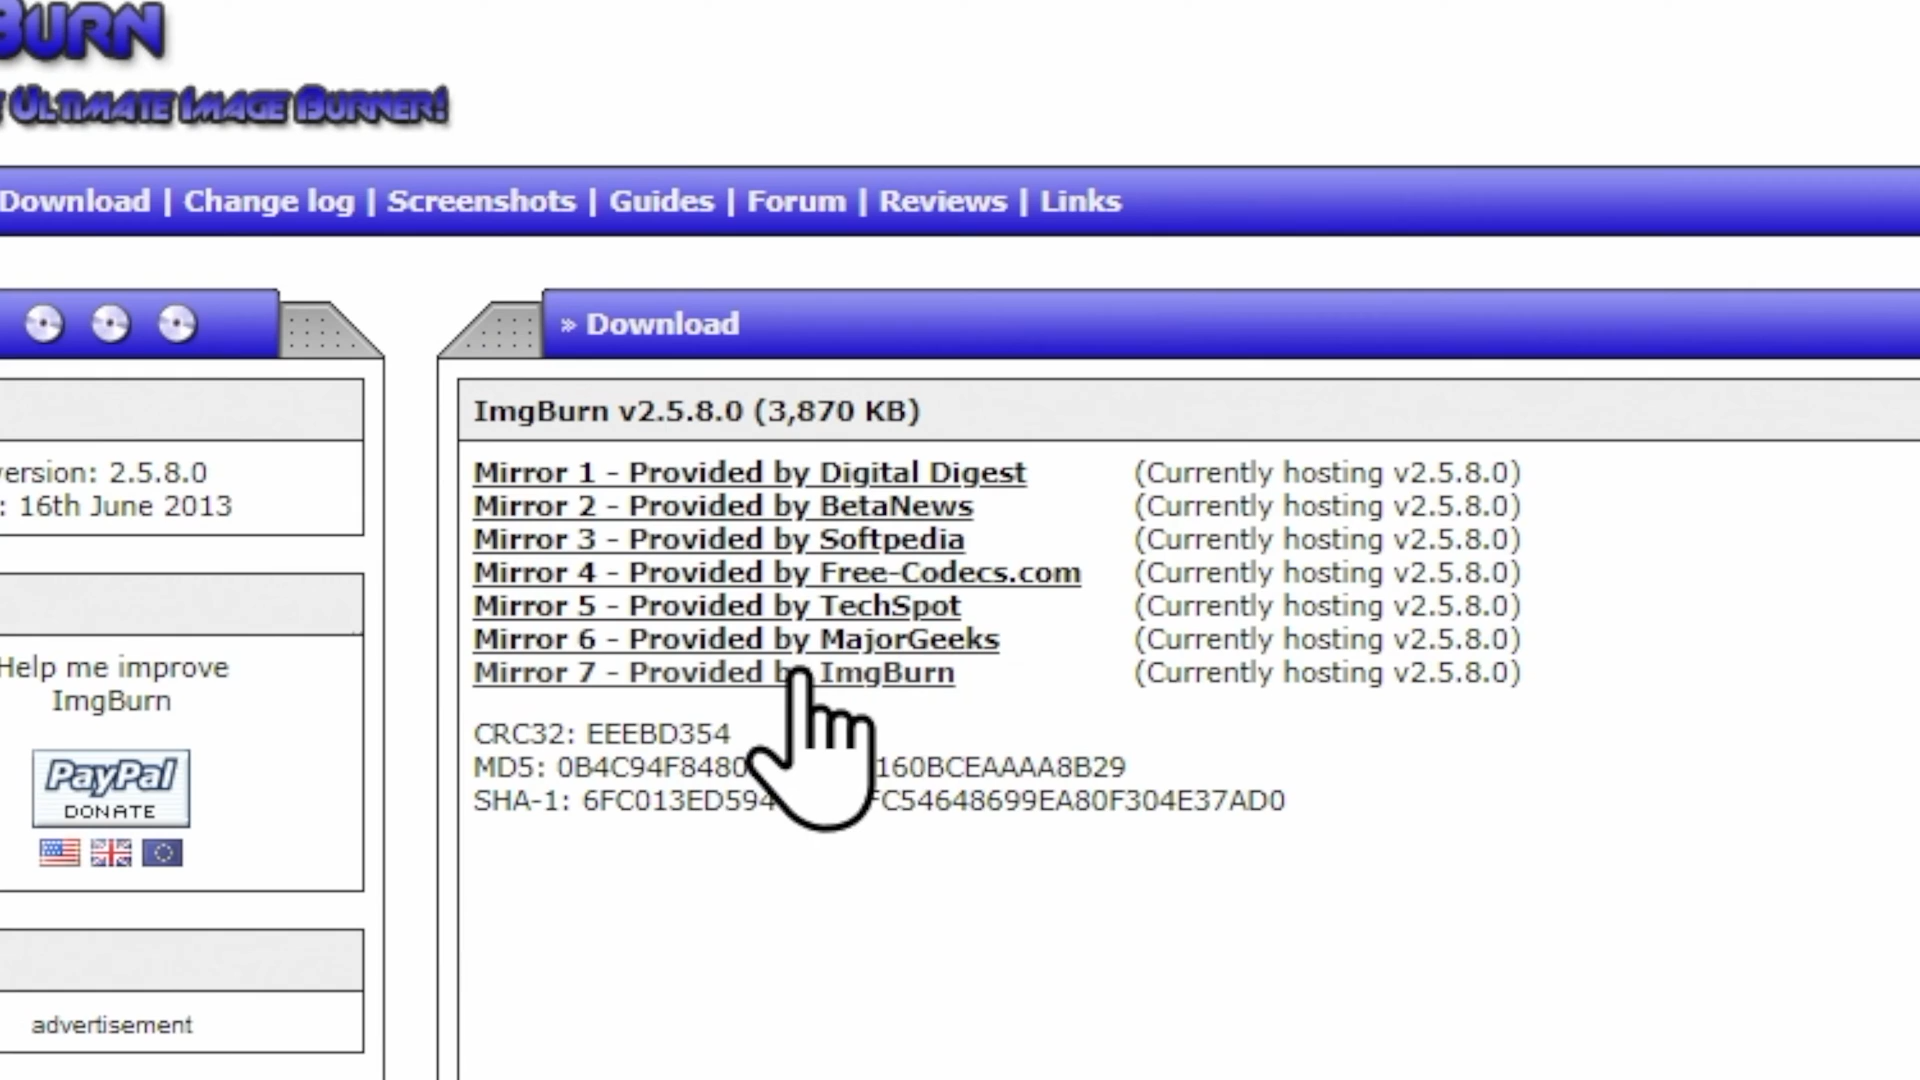 BURN
ULTIMATE IMAGE BURNER!
Download | Change log | Screenshots | Guides | Forum | Reviews | Links
» Download
ImgBurn v2.5.8.0 (3,870 KB)
version: 2.5.8.0
: 16th June 2013
Mirror 1 - Provided by Digital Digest (Currently hosting v2.5.8.0)
Mirror 2 - Provided by BetaNews (Currently hosting v2.5.8.0)
Mirror 3 - Provided by Softpedia (Currently hosting v2.5.8.0)
Mirror 4 - Provided by Free-Codecs.com (Currently hosting v2.5.8.0)
Mirror 5 - Provided by TechSpot (Currently hosting v2.5.8.0)
Mirror 6 - Provided by MajorGeeks (Currently hosting v2.5.8.0)
Mirror 7 - Provided by ImgBurn (Currently hosting v2.5.8.0)
CRC32: EEEBD354
MD5: 0B4C94F8480 160BCEAAAA8B29
SHA-1: 6FC013ED594 FC54648699EA80F304E37AD0
Help me improve
ImgBurn
PayPal
DONATE
advertisement